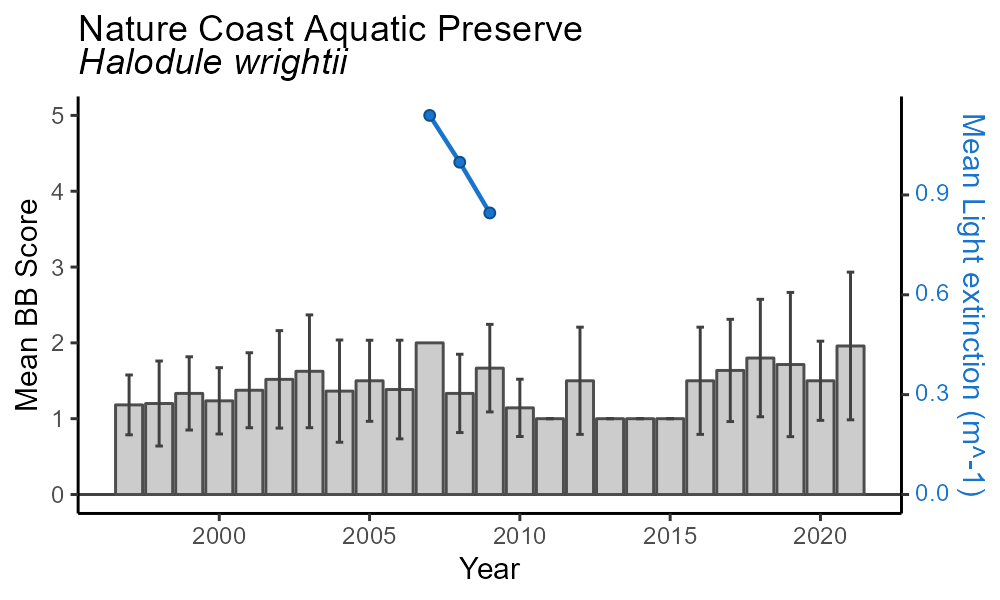 Nature Coast Aquatic Preserve
Halodule wrightii
5
4
3
2
1
0
Mean BB Score
0.9
0.6
0.3
0.0
Mean Light extinction (m^-1)
2000 2005 2010 2015 2020
Year